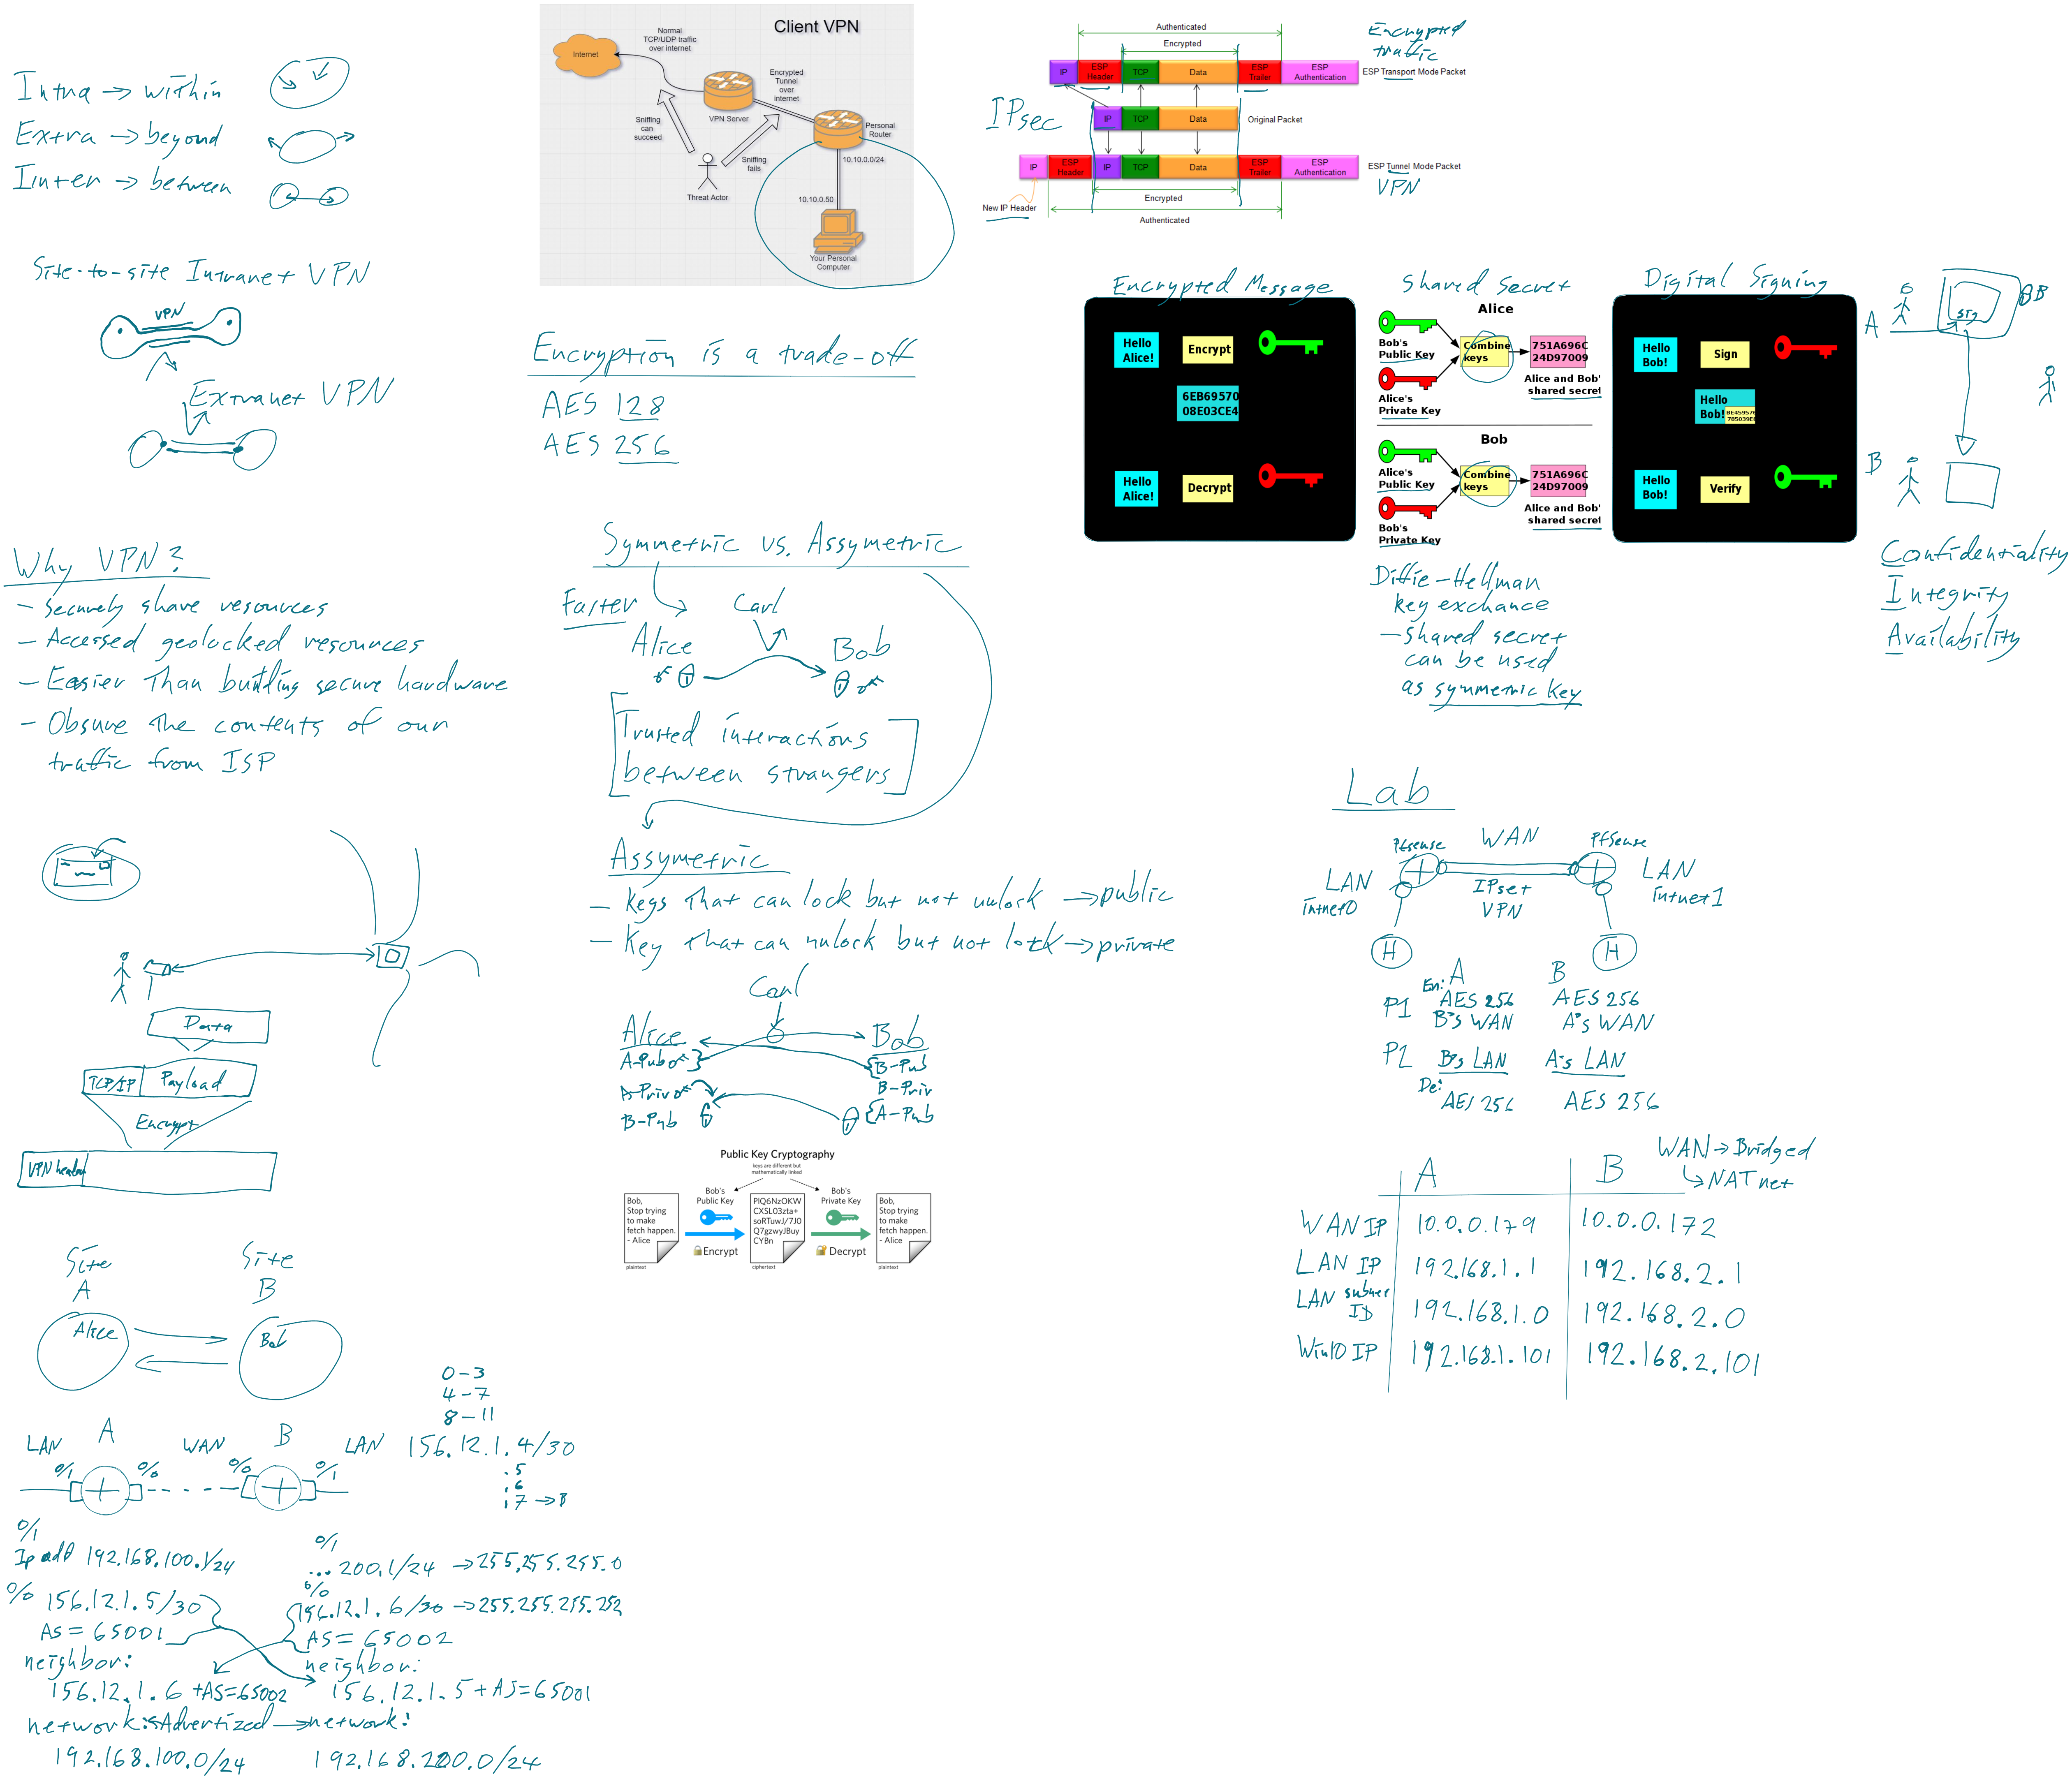 Intra → within
Extra → beyond
Inter → between
Site-to-site Intranet VPN
VPN
Extranet VPN
Why VPN?
- Securely share resources
- Accessed geolocked resources
- Easier Than building secure hardware
- Obsure the contents of our
traffic from ISP
Data
TCP/IP Payload
Encrypt
VPN header
Site
A
Site
B
Alice
Bob
LAN A WAN B LAN
0/1 0/0 0/0 0/1
0-3
4-7
8-11
156.12.1.4/30
.5
.6
.7 → B
0/1
Ip add 192.168.100.1/24
0/0 156.12.1.5/30
AS = 65001
neighbor:
156.12.1.6 +AS=65002
network: Advertized → network:
192.168.100.0/24
0/1
... 200.1/24 → 255.255.255.0
0/0
156.12.1.6/30 → 255.255.255.252
AS = 65002
neighbor:
156.12.1.5 + AS=65001
192.168.200.0/24
Client VPN
Internet
Normal
TCP/UDP traffic
over internet
Encrypted
Tunnel
over
internet
VPN Server
Sniffing
can
succeed
Personal
Router
Sniffing
fails
10.10.0.0/24
Threat Actor
10.10.0.50
Your Personal
Computer
Encryption is a trade-off
AES 128
AES 256
Symmetric vs. Assymetric
Faster
Carl
Alice
Bob
Trusted interactions
between strangers
Assymetric
- Keys That can lock but not unlock → public
- Key That can unlock but not lock → private
Carl
Alice
A-Pub
A-Priv
B-Pub
Bob
B-Pub
B-Priv
A-Pub
Public Key Cryptography
keys are different but
mathematically linked
Bob's
Public Key
Bob's
Private Key
Bob,
Stop trying
to make
fetch happen.
- Alice
plaintext
Encrypt
PIQ6NzOKW
CXSL03zta+
soRTuwJ/7J0
Q7gzwyJBuy
CYBn
ciphertext
Decrypt
Bob,
Stop trying
to make
fetch happen.
- Alice
plaintext
IPsec
Authenticated
Encrypted
IP ESP Header TCP Data ESP Trailer ESP Authentication
ESP Transport Mode Packet
Encrypted
traffic
IP TCP Data
Original Packet
IP ESP Header IP TCP Data ESP Trailer ESP Authentication
ESP Tunnel Mode Packet
VPN
New IP Header
Encrypted
Authenticated
Encrypted Message
Hello
Alice!
Encrypt
6EB69570
08E03CE4
Hello
Alice!
Decrypt
Shared Secret
Alice
Bob's
Public Key
Combine
keys
751A696C
24D97009
Alice's
Private Key
Alice and Bob'
shared secret
Bob
Alice's
Public Key
Combine
keys
751A696C
24D97009
Bob's
Private Key
Alice and Bob'
shared secret
Diffie-Hellman
key exchange
- shared secret
can be used
as symmetric key
Digital Signing
Hello
Bob!
Sign
Hello
Bob!
Hello
Bob!
Verify
A
B
Confidentiality
Integrity
Availability
Lab
Pfsense WAN PfSense
LAN
intnet0
LAN
intnet1
VPN
H
H
A B
En:
P1 AES 256 AES 256
B's WAN A's WAN
P2 B's LAN A's LAN
De:
AES 256 AES 256
WAN → Bridged
NAT net
A B
WAN IP 10.0.0.179 10.0.0.172
LAN IP 192.168.1.1 192.168.2.1
LAN subnet ID 192.168.1.0 192.168.2.0
Win10 IP 192.168.1.101 192.168.2.101